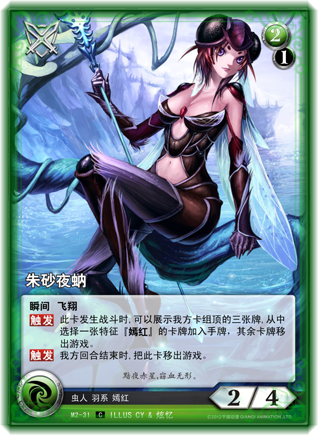 2
1
朱砂夜蚋
瞬间 飞翔
触发 此卡发生战斗时,可以展示我方卡组顶的三张牌,从中
选择一张特征『嫣红』的卡牌加入手牌,其余卡牌移
出游戏。
触发 我方回合结束时,把此卡移出游戏。
黯夜赤星,窃血无形。
虫人 羽系 嫣红
2/4
M2-31 C ILLUS CY & 炫忆